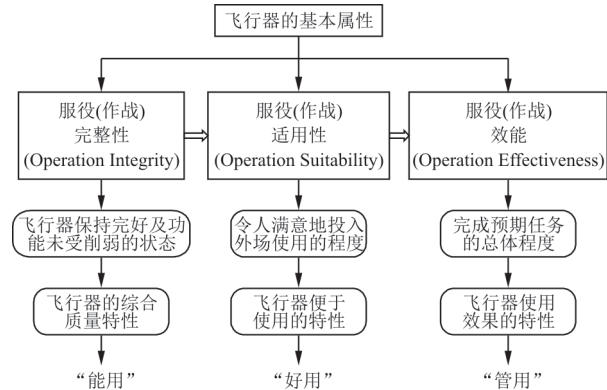 飞行器的基本属性
服役(作战)
完整性
(Operation Integrity)
服役(作战)
适用性
(Operation Suitability)
服役(作战)
效能
(Operation Effectiveness)
飞行器保持完好及功
能未受削弱的状态
令人满意地投入
外场使用的程度
完成预期任务
的总体程度
飞行器的综合
质量特性
飞行器便于
使用的特性
飞行器使用
效果的特性
“能用”
“好用”
“管用”